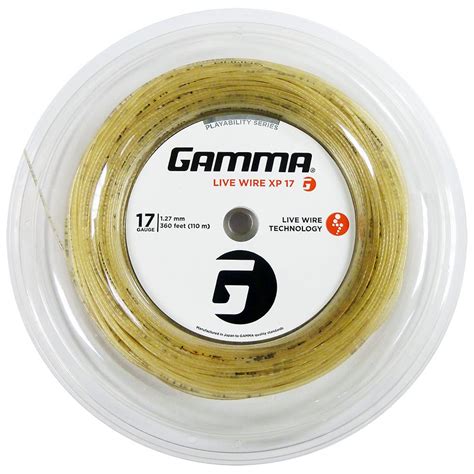 PLAYABILITY SERIES
GAMMA®
LIVE WIRE XP 17 G
17
GAUGE
1.27 mm
360 feet (110 m)
LIVE WIRE
TECHNOLOGY
G
Manufactured in Japan to GAMMA quality standards